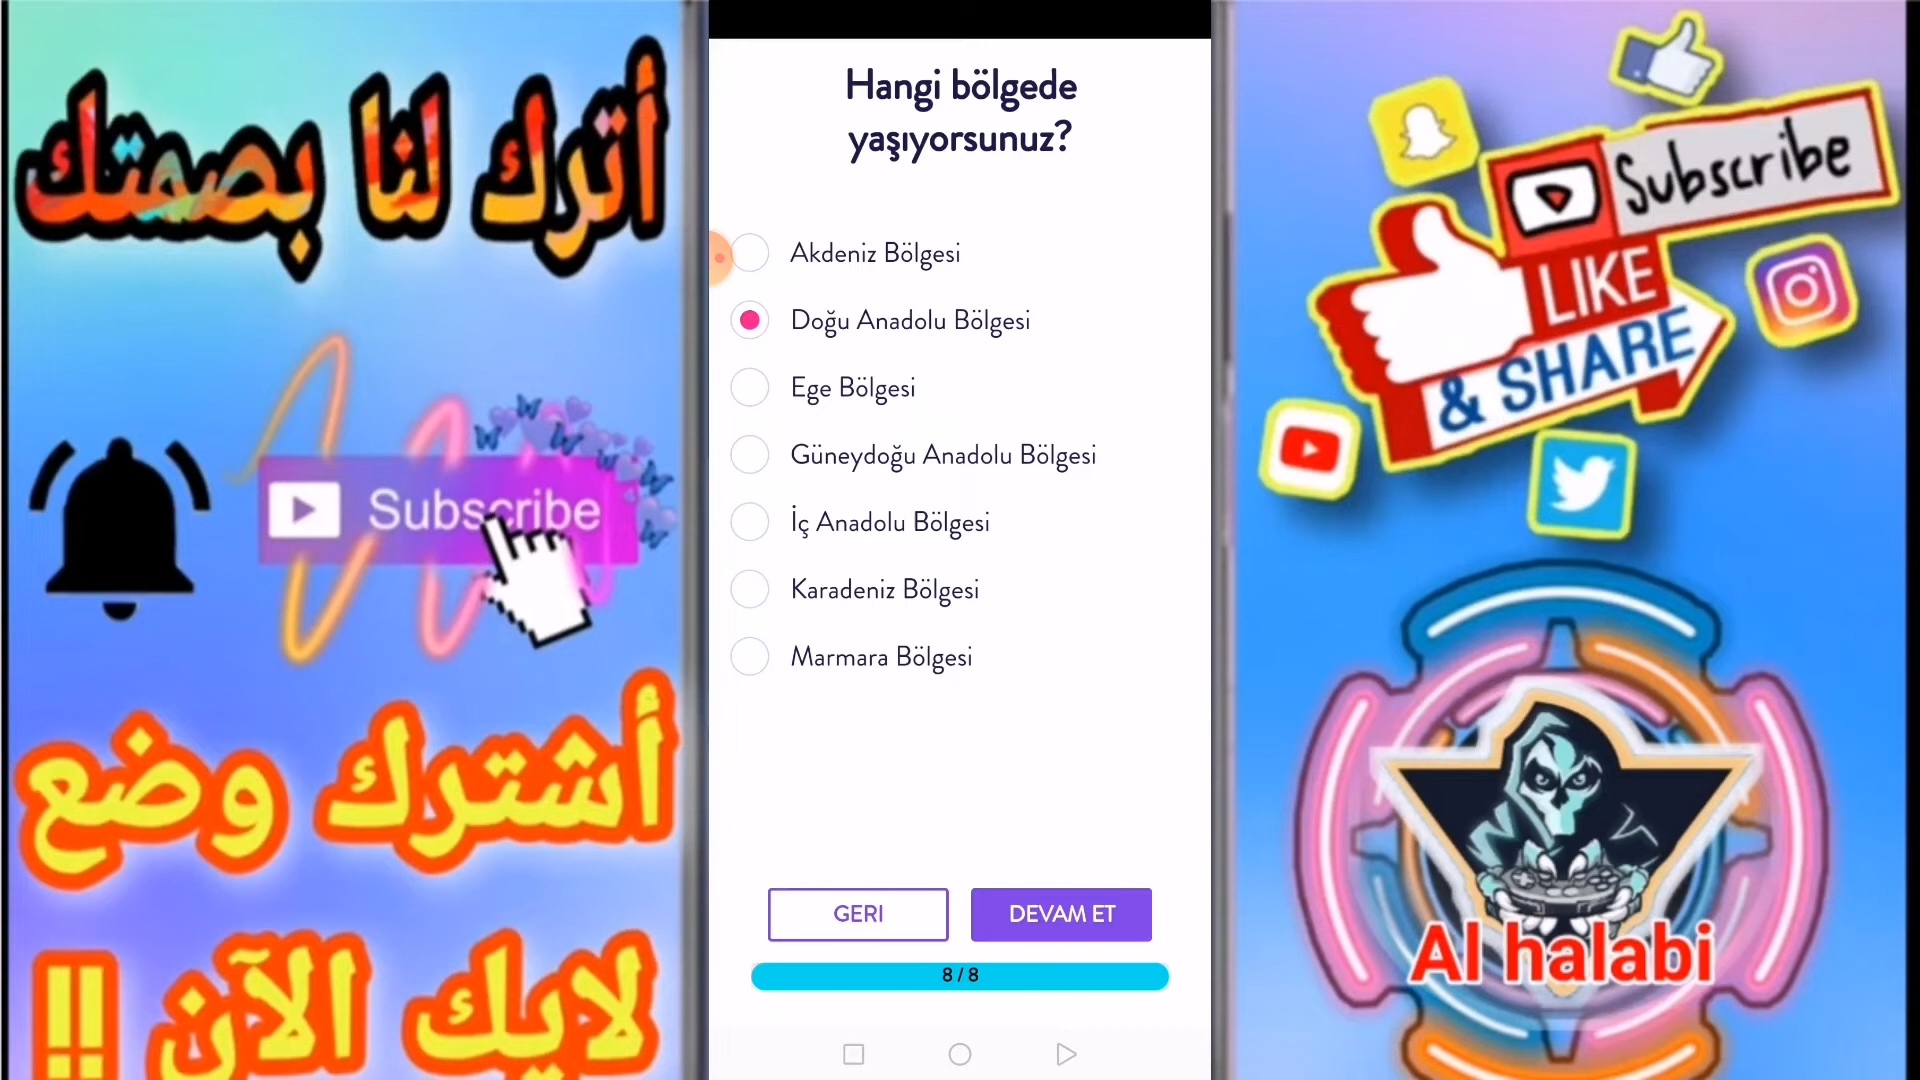 أترك لنا بصمتك
Subscribe
أشترك وضع
لايك الآن !!
Hangi bölgede
yaşıyorsunuz?
Akdeniz Bölgesi
Doğu Anadolu Bölgesi
Ege Bölgesi
Güneydoğu Anadolu Bölgesi
İç Anadolu Bölgesi
Karadeniz Bölgesi
Marmara Bölgesi
GERI
DEVAM ET
8 / 8
Subscribe
LIKE
& SHARE
Al halabi